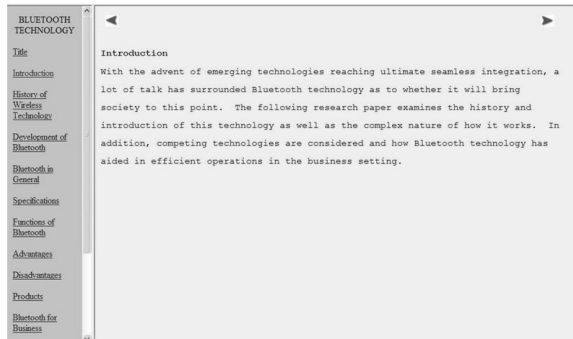 BLUETOOTH
TECHNOLOGY
Title
Introduction
History of
Wireless
Technology
Development of
Bluetooth
Bluetooth in
General
Specifications
Functions of
Bluetooth
Advantages
Disadvantages
Products
Bluetooth for
Business
Introduction
With the advent of emerging technologies reaching ultimate seamless integration, a
lot of talk has surrounded Bluetooth technology as to whether it will bring
society to this point. The following research paper examines the history and
introduction of this technology as well as the complex nature of how it works. In
addition, competing technologies are considered and how Bluetooth technology has
aided in efficient operations in the business setting.